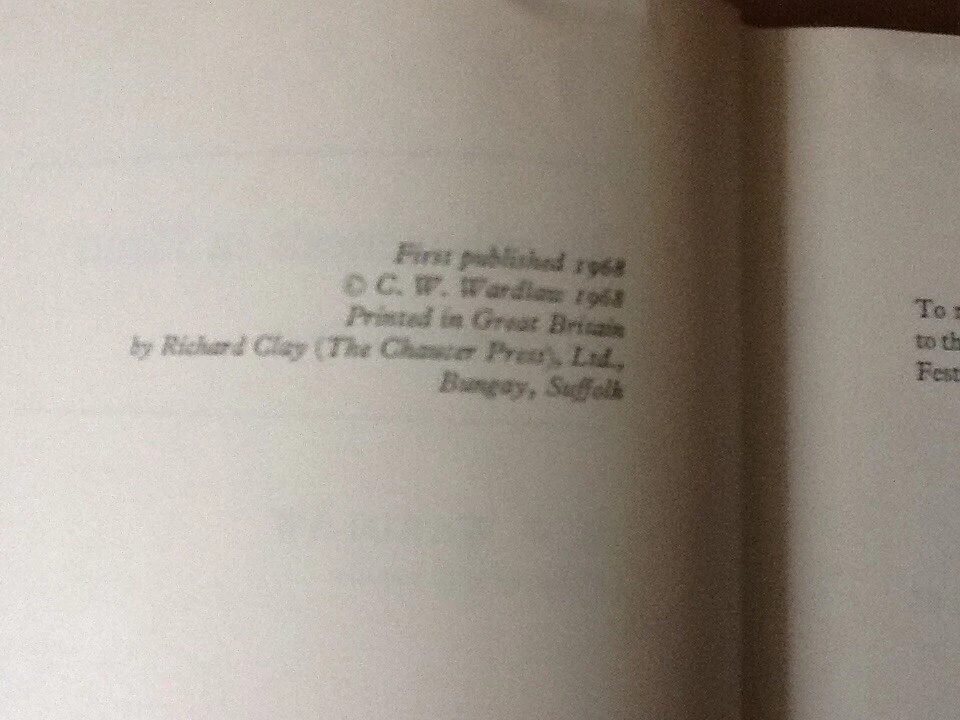 First published 1968
© C. W. Wardlaw 1968
Printed in Great Britain
by Richard Clay (The Chaucer Press), Ltd.,
Bungay, Suffolk
To
to th
Fest